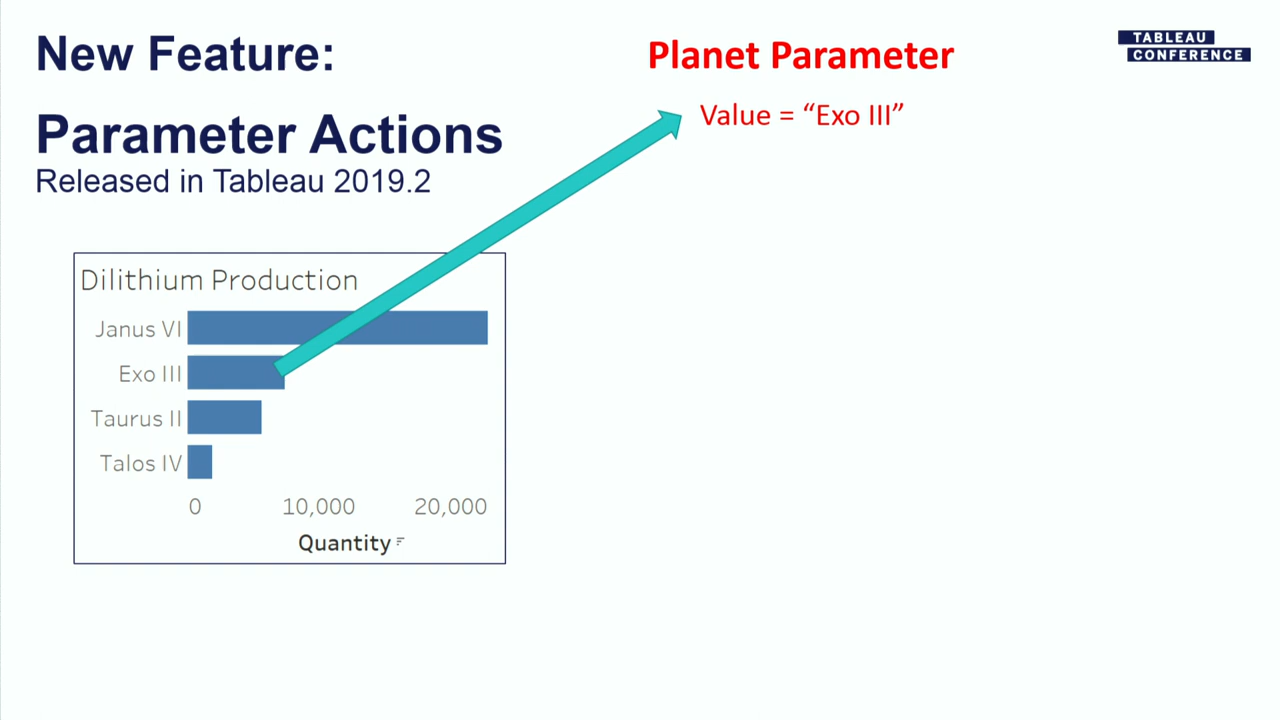 New Feature:
Parameter Actions
Released in Tableau 2019.2
Planet Parameter
Value = “Exo III”
TABLEAU
CONFERENCE
Dilithium Production
Janus VI
Exo III
Taurus II
Talos IV
0 10,000 20,000
Quantity